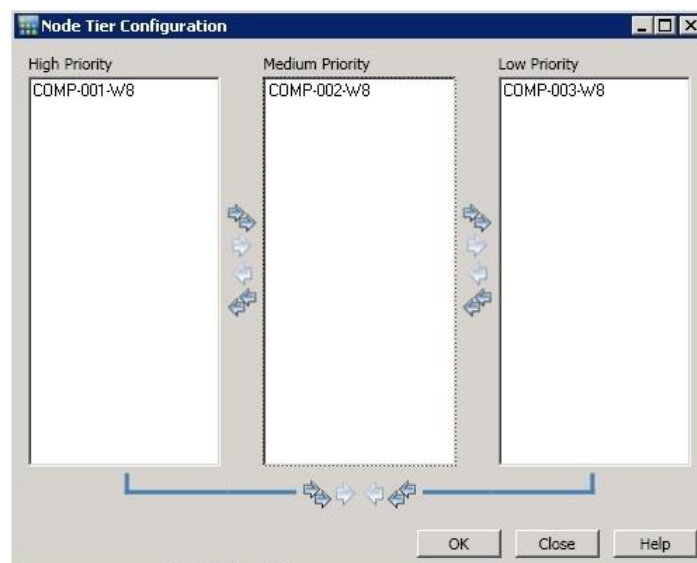 Node Tier Configuration
High Priority Medium Priority Low Priority
COMP-001-W8 COMP-002-W8 COMP-003-W8
OK Close Help